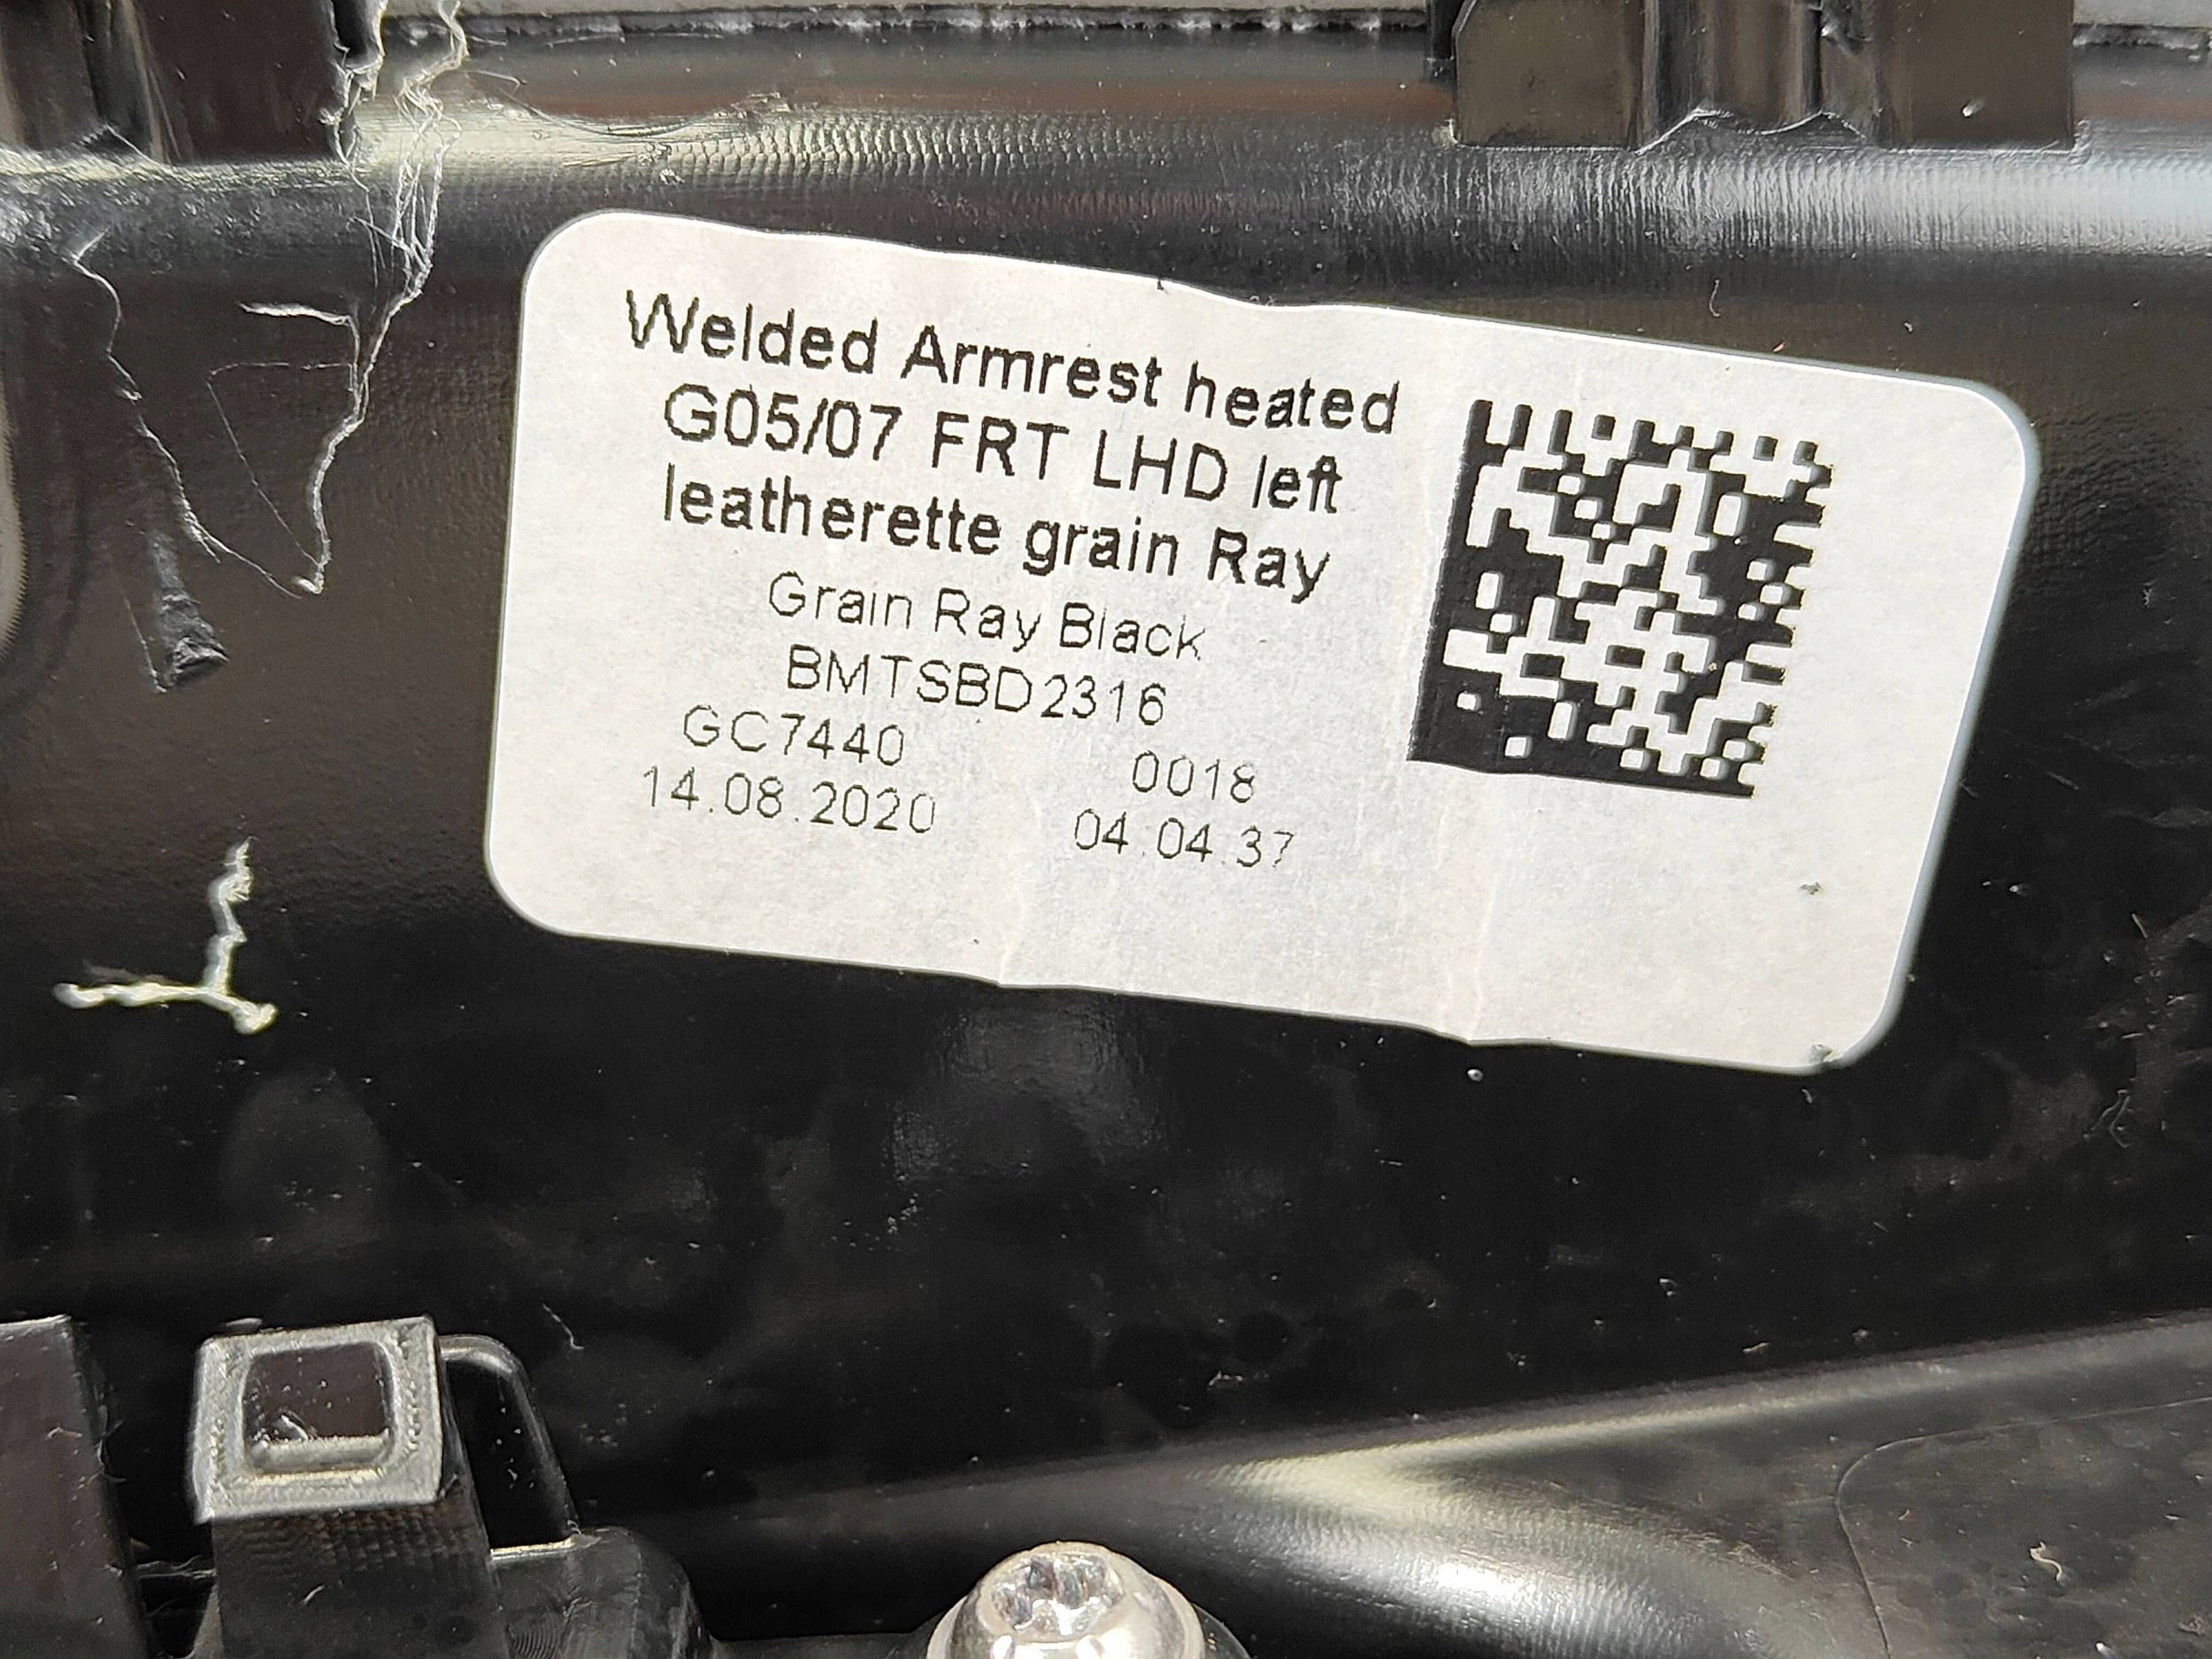 Welded Armrest heated
G05/07 FRT LHD left
leatherette grain Ray
Grain Ray Black
BMTSBD2316
GC7440 0018
14.08.2020 04.04.37